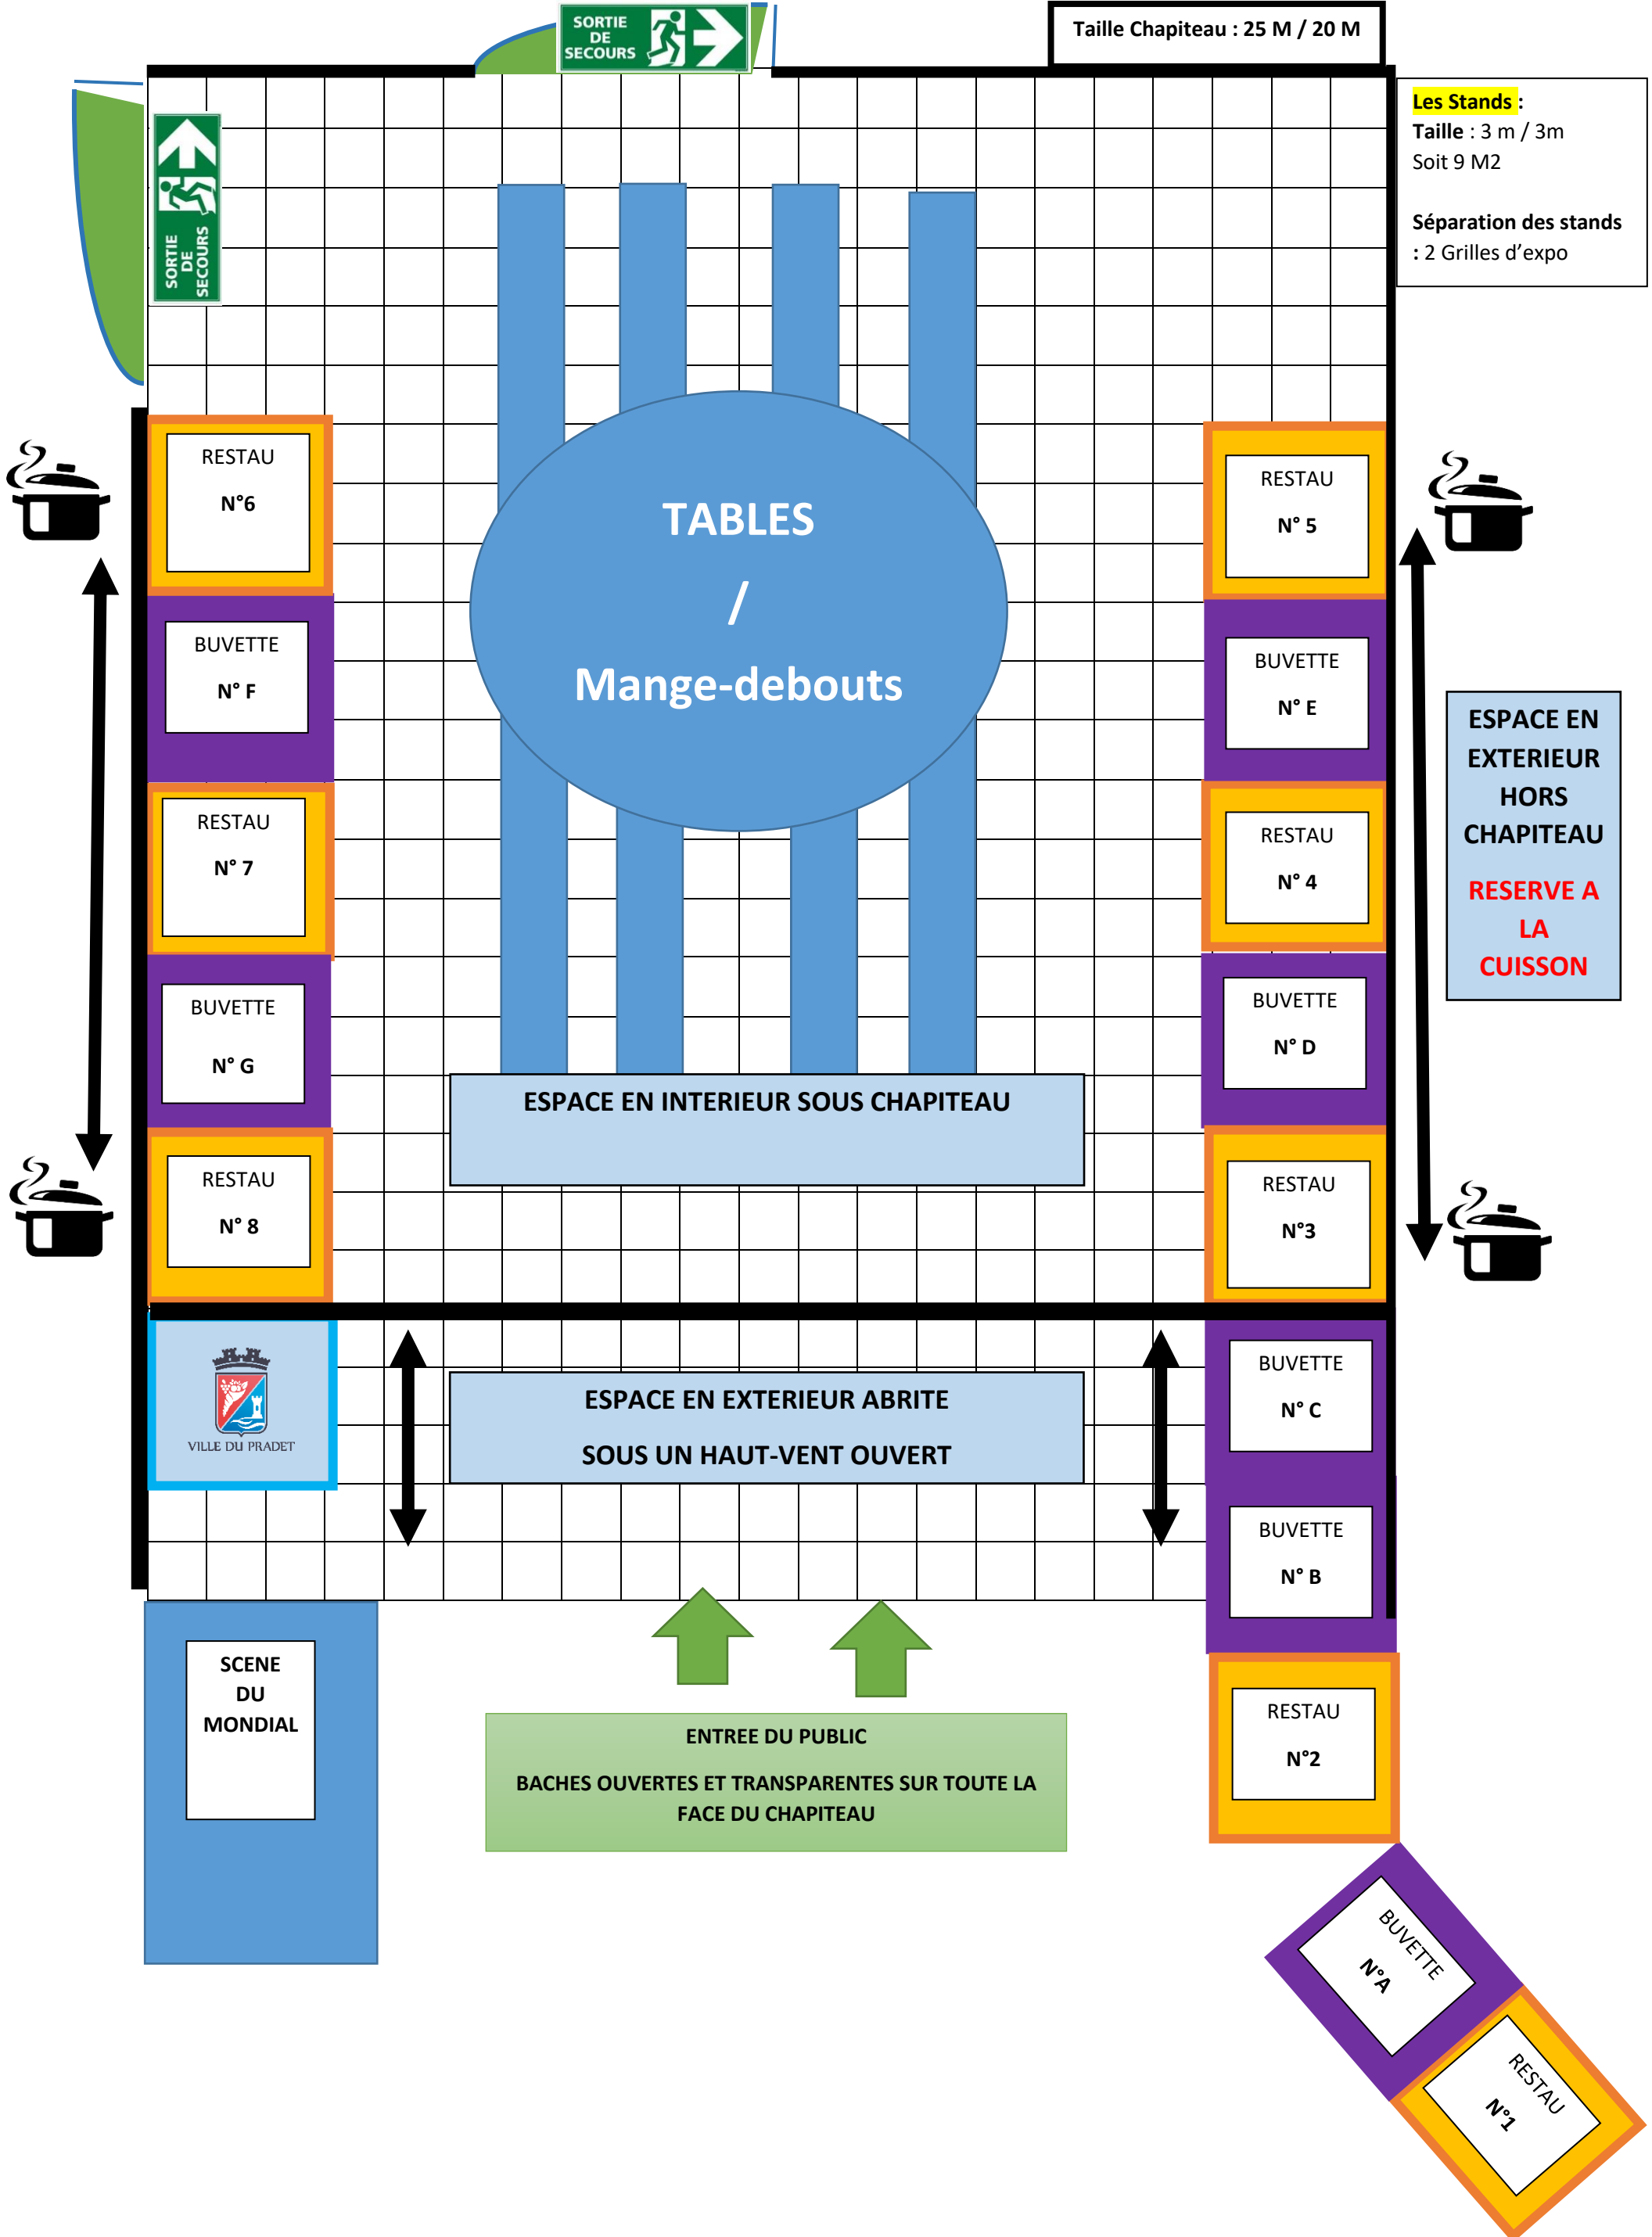 SORTIE
DE
SECOURS
Taille Chapiteau : 25 M / 20 M
Les Stands :
Taille : 3 m / 3m
Soit 9 M2
Séparation des stands
: 2 Grilles d’expo
SORTIE
DE
SECOURS
RESTAU
N°6
BUVETTE
N° F
RESTAU
N° 7
BUVETTE
N° G
RESTAU
N° 8
TABLES
/
Mange-debouts
RESTAU
N° 5
BUVETTE
N° E
RESTAU
N° 4
BUVETTE
N° D
RESTAU
N°3
ESPACE EN
EXTERIEUR
HORS
CHAPITEAU
RESERVE A
LA
CUISSON
ESPACE EN INTERIEUR SOUS CHAPITEAU
VILLE DU PRADET
ESPACE EN EXTERIEUR ABRITE
SOUS UN HAUT-VENT OUVERT
BUVETTE
N° C
BUVETTE
N° B
SCENE
DU
MONDIAL
ENTREE DU PUBLIC
BACHES OUVERTES ET TRANSPARENTES SUR TOUTE LA
FACE DU CHAPITEAU
RESTAU
N°2
BUVETTE
N°A
RESTAU
N°1